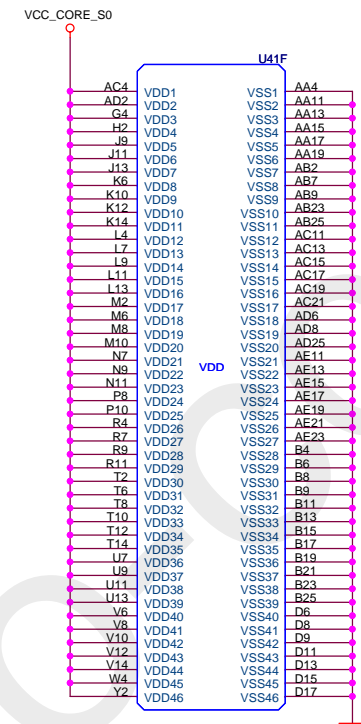 VCC_CORE_S0
U41F
AC4 VDD1 VSS1 AA4
AD2 VDD2 VSS2 AA11
G4 VDD3 VSS3 AA13
H2 VDD4 VSS4 AA15
J9 VDD5 VSS5 AA17
J11 VDD6 VSS6 AA19
J13 VDD7 VSS7 AB2
K6 VDD8 VSS8 AB7
K10 VDD9 VSS9 AB9
K12 VDD10 VSS10 AB23
K14 VDD11 VSS11 AB25
L4 VDD12 VSS12 AC11
L7 VDD13 VSS13 AC13
L9 VDD14 VSS14 AC15
L11 VDD15 VSS15 AC17
L13 VDD16 VSS16 AC19
M2 VDD17 VSS17 AC21
M6 VDD18 VSS18 AD6
M8 VDD19 VSS19 AD8
M10 VDD20 VSS20 AD25
N7 VDD21 VSS21 AE11
N9 VDD22 VDD VSS22 AE13
N11 VDD23 VSS23 AE15
P8 VDD24 VSS24 AE17
P10 VDD25 VSS25 AE19
R4 VDD26 VSS26 AE21
R7 VDD27 VSS27 AE23
R9 VDD28 VSS28 B4
R11 VDD29 VSS29 B6
T2 VDD30 VSS30 B8
T6 VDD31 VSS31 B9
T8 VDD32 VSS32 B11
T10 VDD33 VSS33 B13
T12 VDD34 VSS34 B15
T14 VDD35 VSS35 B17
U7 VDD36 VSS36 B19
U9 VDD37 VSS37 B21
U11 VDD38 VSS38 B23
U13 VDD39 VSS39 B25
V6 VDD40 VSS40 D6
V8 VDD41 VSS41 D8
V10 VDD42 VSS42 D9
V12 VDD43 VSS43 D11
V14 VDD44 VSS44 D13
W4 VDD45 VSS45 D15
Y2 VDD46 VSS46 D17